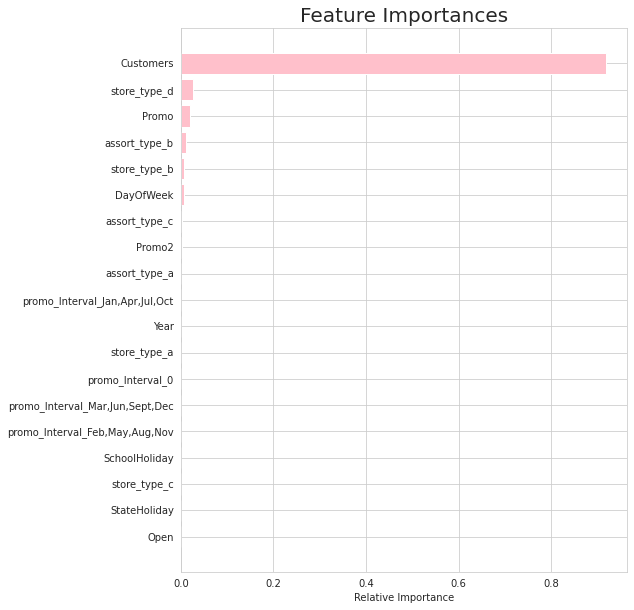 Feature Importances
Customers
store_type_d
Promo
assort_type_b
store_type_b
DayOfWeek
assort_type_c
Promo2
assort_type_a
promo_Interval_Jan,Apr,Jul,Oct
Year
store_type_a
promo_Interval_0
promo_Interval_Mar,Jun,Sept,Dec
promo_Interval_Feb,May,Aug,Nov
SchoolHoliday
store_type_c
StateHoliday
Open
0.0 0.2 0.4 0.6 0.8
Relative Importance